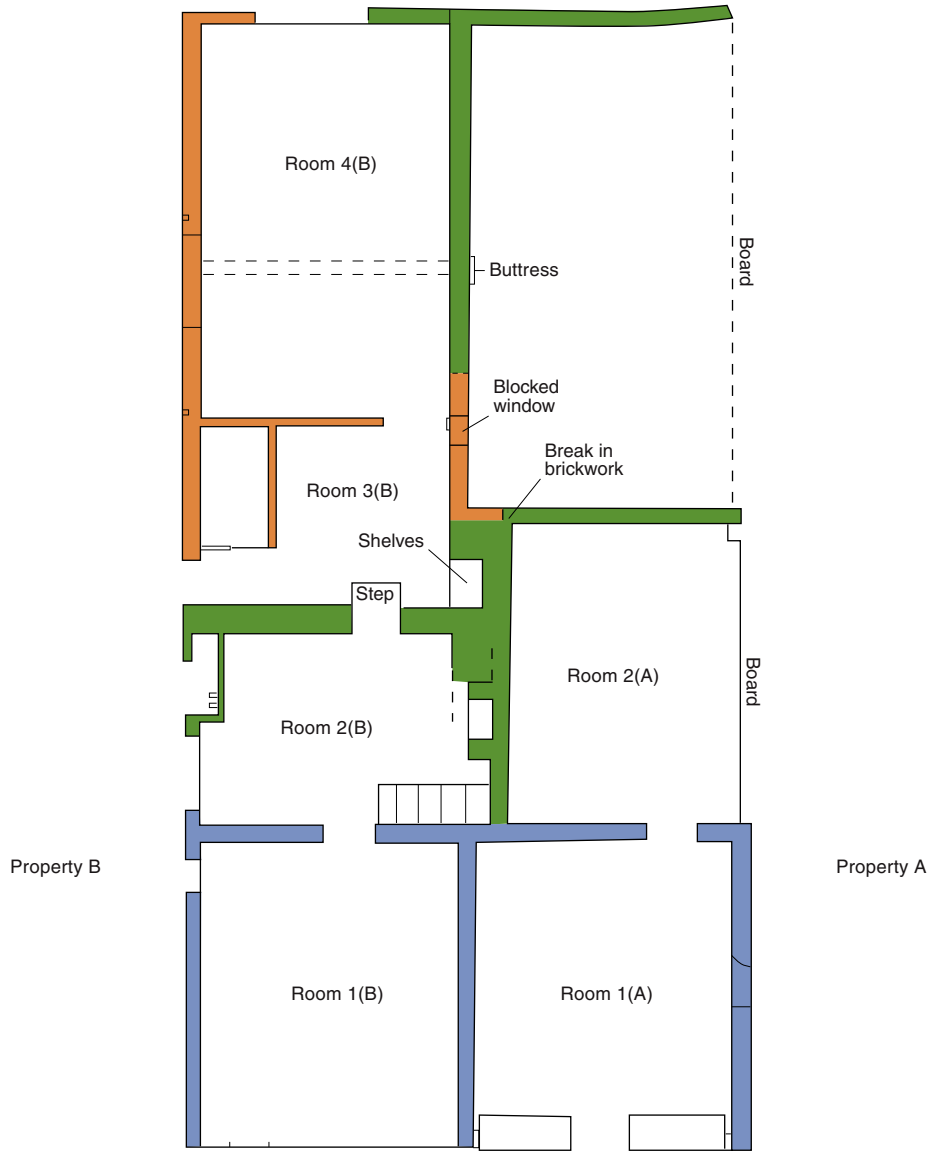 Room 4(B)
Board
Buttress
Blocked
window
Break in
brickwork
Room 3(B)
Shelves
Step
Room 2(A)
Board
Room 2(B)
Property B
Property A
Room 1(B)
Room 1(A)